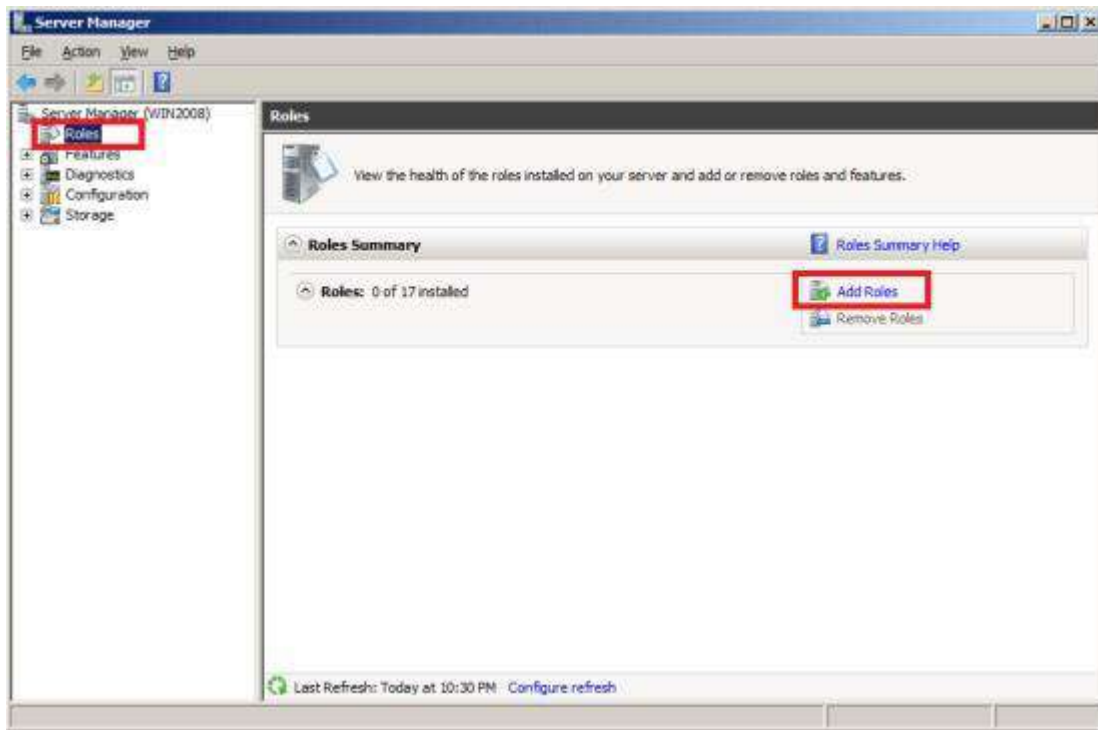 Server Manager
File Action View Help
Server Manager (WIN2008)
Roles
Features
Diagnostics
Configuration
Storage
Roles
View the health of the roles installed on your server and add or remove roles and features.
Roles Summary
Roles Summary Help
Roles: 0 of 17 installed
Add Roles
Remove Roles
Last Refresh: Today at 10:30 PM Configure refresh